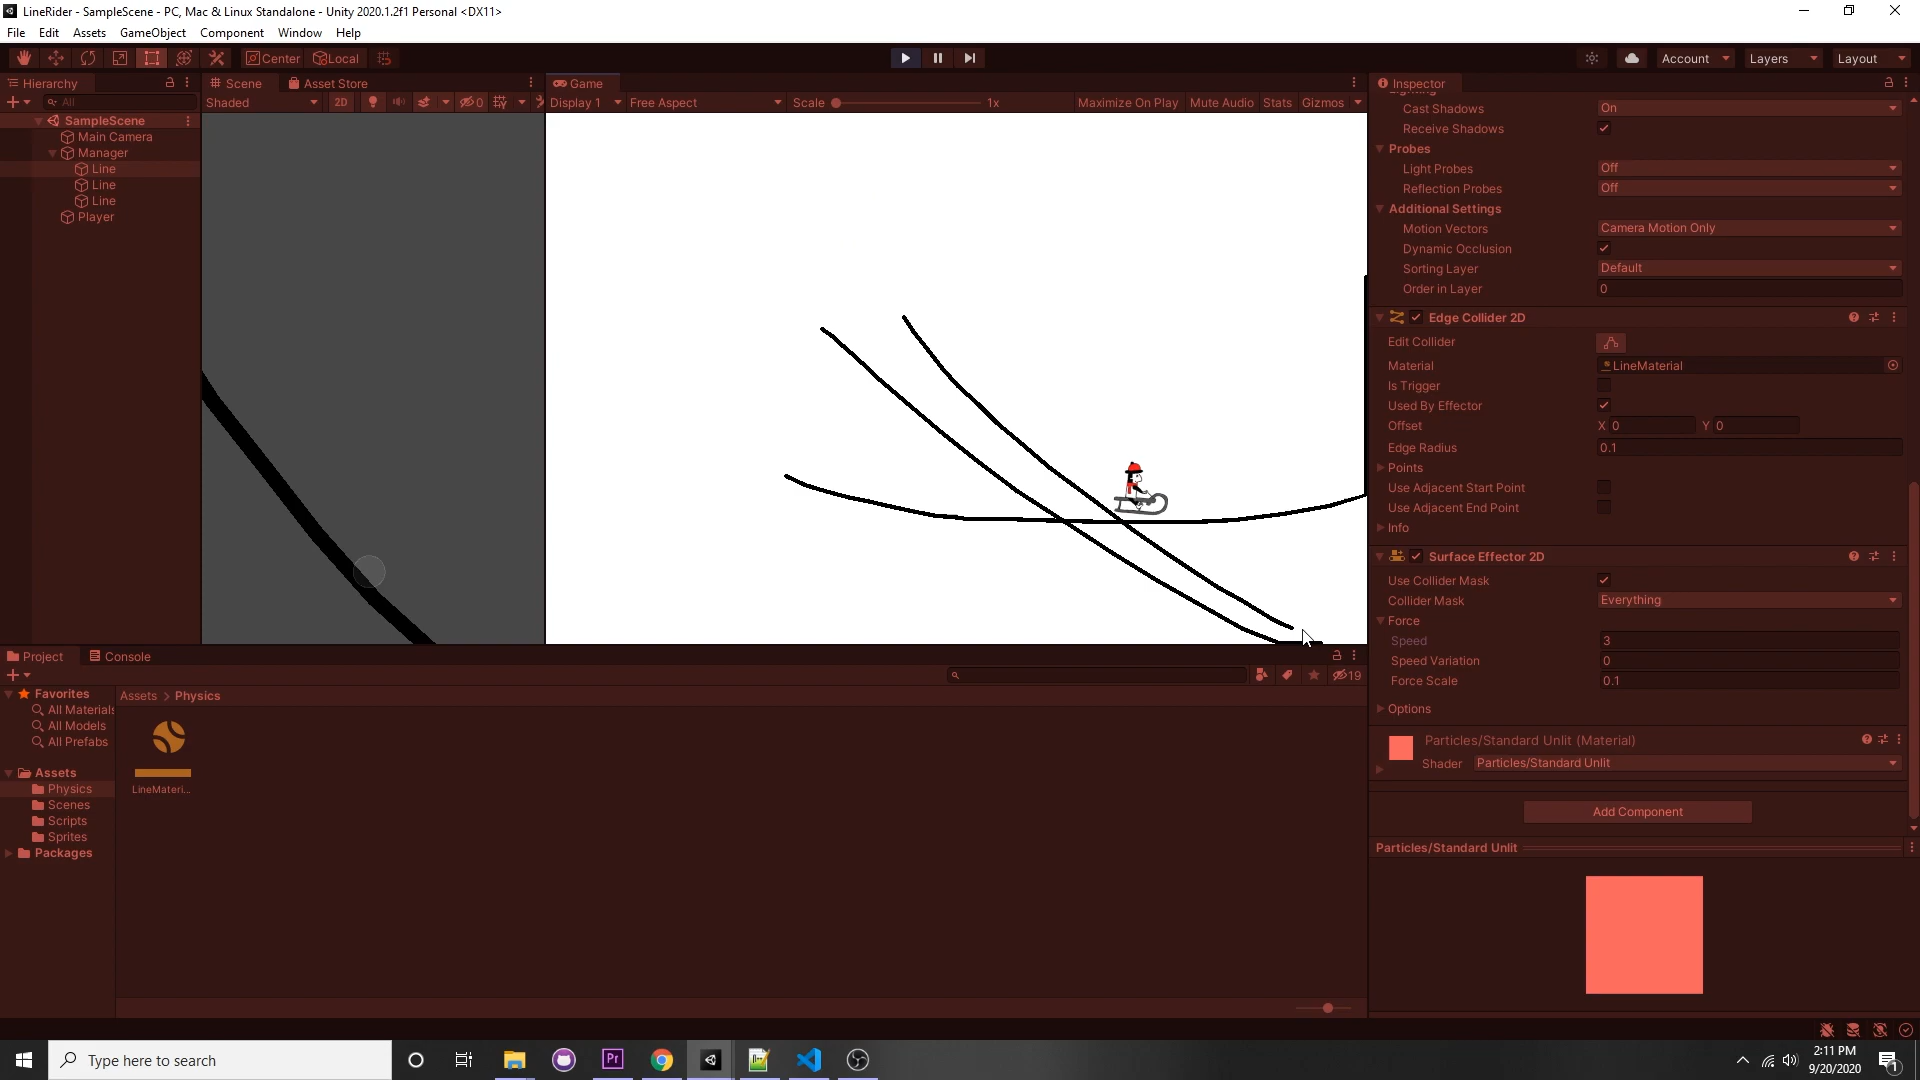 LineRider - SampleScene - PC, Mac & Linux Standalone - Unity 2020.1.2f1 Personal <DX11>
File Edit Assets GameObject Component Window Help
Center Local
Account Layers Layout
Hierarchy
All
SampleScene
Main Camera
Manager
Line
Line
Line
Player
Scene Asset Store
Shaded 2D 0
Game
Display 1 Free Aspect Scale 1x Maximize On Play Mute Audio Stats Gizmos
Inspector
Cast Shadows On
Receive Shadows
Probes
Light Probes Off
Reflection Probes Off
Additional Settings
Motion Vectors Camera Motion Only
Dynamic Occlusion
Sorting Layer Default
Order in Layer 0
Edge Collider 2D
Edit Collider
Material LineMaterial
Is Trigger
Used By Effector
Offset X 0 Y 0
Edge Radius 0.1
Points
Use Adjacent Start Point
Use Adjacent End Point
Info
Surface Effector 2D
Use Collider Mask
Collider Mask Everything
Force
Speed 3
Speed Variation 0
Force Scale 0.1
Options
Particles/Standard Unlit (Material)
Shader Particles/Standard Unlit
Add Component
Particles/Standard Unlit
Project Console
19
Favorites
All Materials
All Models
All Prefabs
Assets
Physics
Scenes
Scripts
Sprites
Packages
Assets > Physics
LineMateri...
Type here to search
Pr
2:11 PM
9/20/2020
1